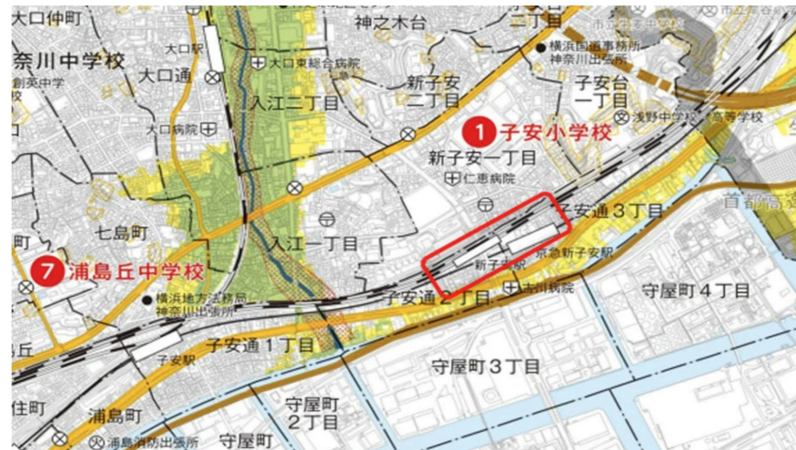 大口仲町
大口駅
神之木台
二丁目
横浜国道事務所
神奈川出張所
奈川中学校
創英中学
校
大口通
大口東総合病院
新子安
二丁目
子安台
一丁目
入江二丁目
浅野中学校
高等学校
大口病院
1 子安小学校
新子安一丁目
仁恵病院
首都高速
七島町
入江一丁目
子安通3丁目
町
7 浦島丘中学校
京急新子安駅
新子安駅
横浜地方法務局
神奈川出張所
子安通2丁目
古川病院
守屋町4丁目
丘
子安通1丁目
子安駅
守屋町3丁目
住町
浦島町
守屋町
2丁目
浦島消防出張所
守屋町